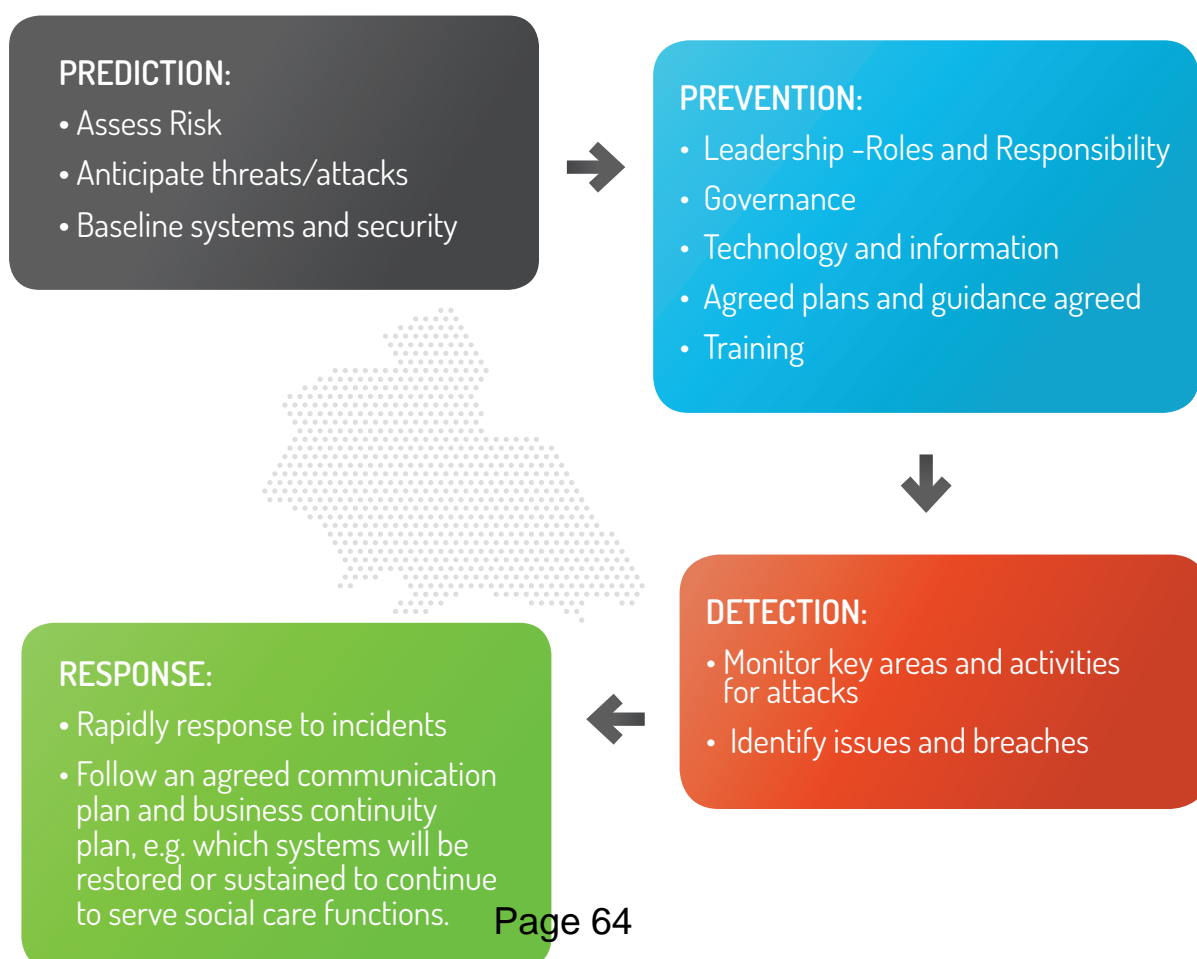 PREDICTION:
• Assess Risk
• Anticipate threats/attacks
• Baseline systems and security
PREVENTION:
• Leadership -Roles and Responsibility
• Governance
• Technology and information
• Agreed plans and guidance agreed
• Training
DETECTION:
• Monitor key areas and activities
for attacks
• Identify issues and breaches
RESPONSE:
• Rapidly response to incidents
• Follow an agreed communication
plan and business continuity
plan, e.g. which systems will be
restored or sustained to continue
to serve social care functions.
Page 64